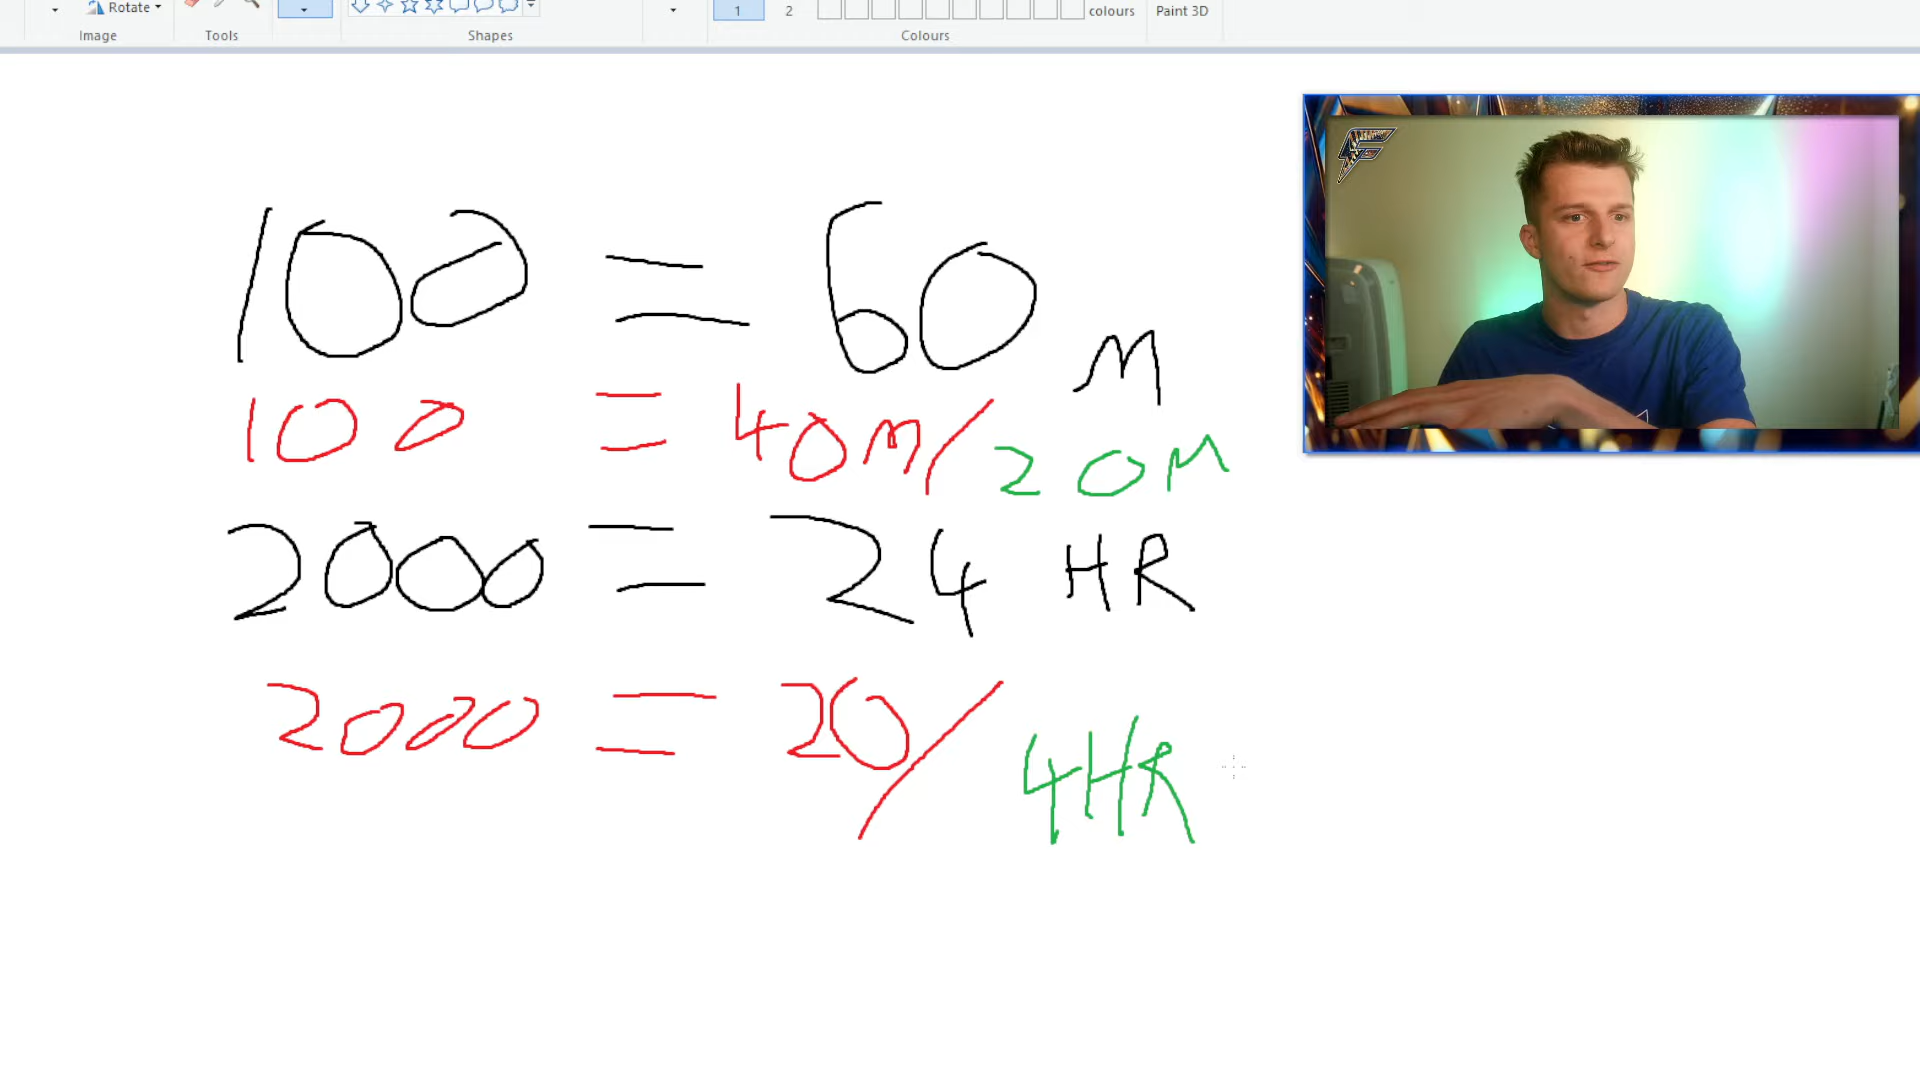 Rotate
1 2 colours Paint 3D
Image Tools Shapes Colours
100 = 60 M
100 = 40M/20M
2000 = 24 HR
2000 = 20/4HR